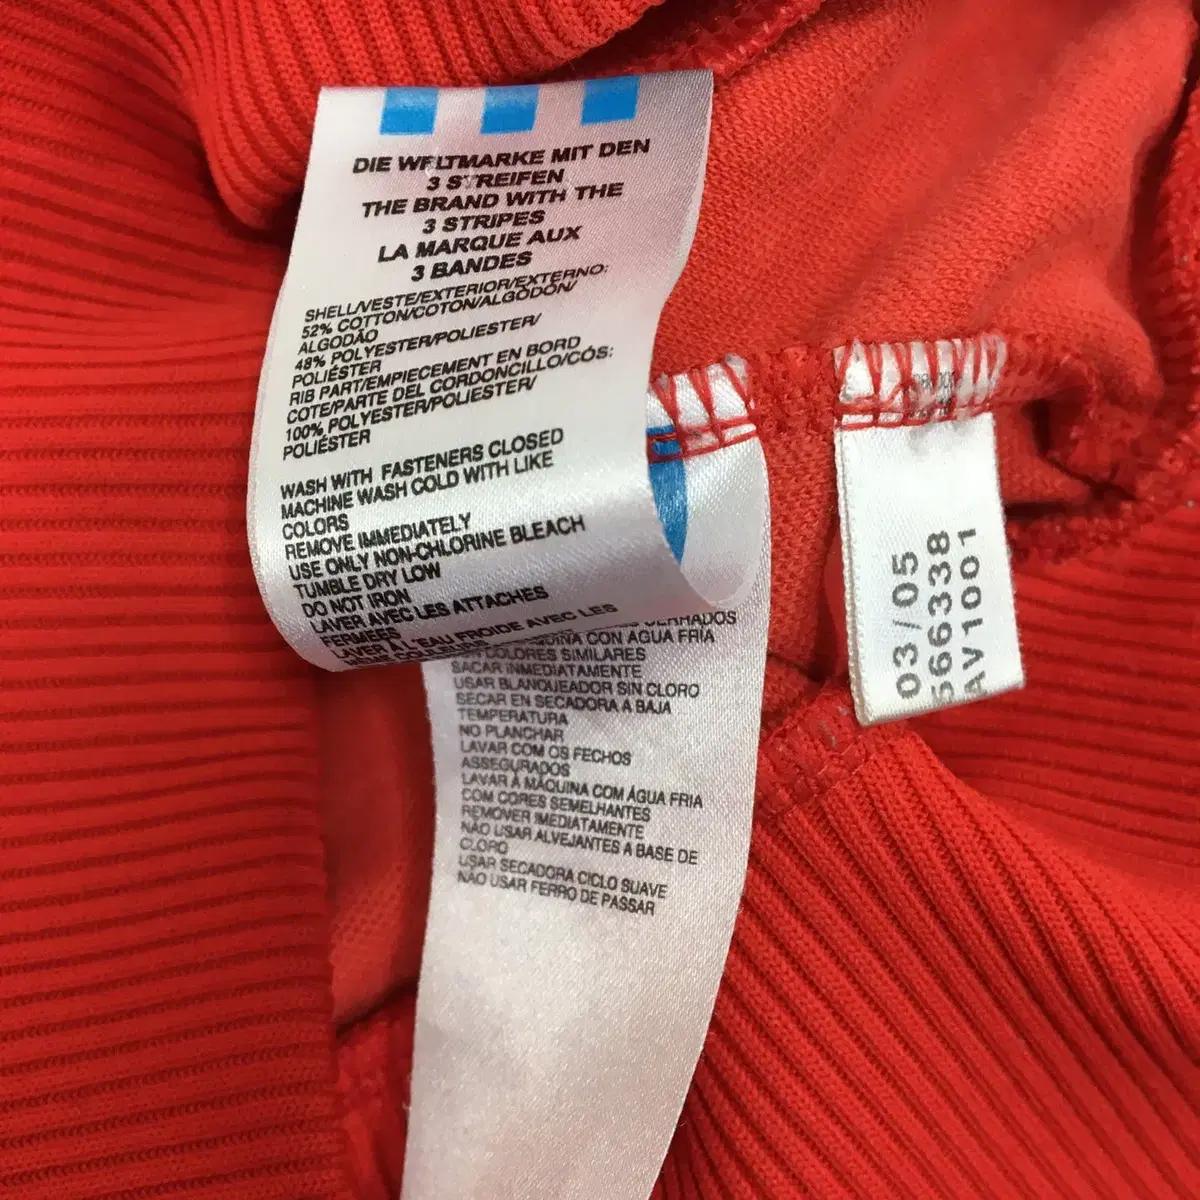 DIE WELTMARKE MIT DEN
3 STREIFEN
THE BRAND WITH THE
3 STRIPES
LA MARQUE AUX
3 BANDES
SHELL/VESTE/EXTERIOR/EXTERNO:
52% COTTON/COTON/ALGODÓN/
ALGODÃO
48% POLYESTER/POLIESTER/
POLIÉSTER
RIB PART/EMPIECEMENT EN BORD
COTE/PARTE DEL CORDONCILLO/CÓS:
100% POLYESTER/POLIESTER/
POLIÉSTER
WASH WITH FASTENERS CLOSED
MACHINE WASH COLD WITH LIKE
COLORS
REMOVE IMMEDIATELY
USE ONLY NON-CHLORINE BLEACH
TUMBLE DRY LOW
DO NOT IRON
LAVER AVEC LES ATTACHES
FERMEES
LAVER A L'EAU FROIDE AVEC LES
CON AGUA FRIA
COLORES SIMILARES
SACAR INMEDIATAMENTE
USAR BLANQUEADOR SIN CLORO
SECAR EN SECADORA A BAJA
TEMPERATURA
NO PLANCHAR
LAVAR COM OS FECHOS
ASSEGURADOS
LAVAR À MÁQUINA COM ÁGUA FRIA
COM CORES SEMELHANTES
REMOVER IMEDIATAMENTE
NÃO USAR ALVEJANTES A BASE DE
CLORO
USAR SECADORA CICLO SUAVE
NÃO USAR FERRO DE PASSAR
03/05
566338
AV1001